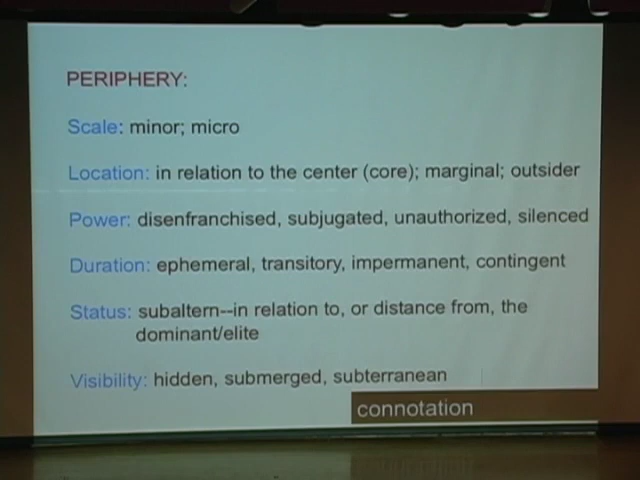 PERIPHERY:
Scale: minor; micro
Location: in relation to the center (core); marginal; outsider
Power: disenfranchised, subjugated, unauthorized, silenced
Duration: ephemeral, transitory, impermanent, contingent
Status: subaltern--in relation to, or distance from, the
dominant/elite
Visibility: hidden, submerged, subterranean
connotation